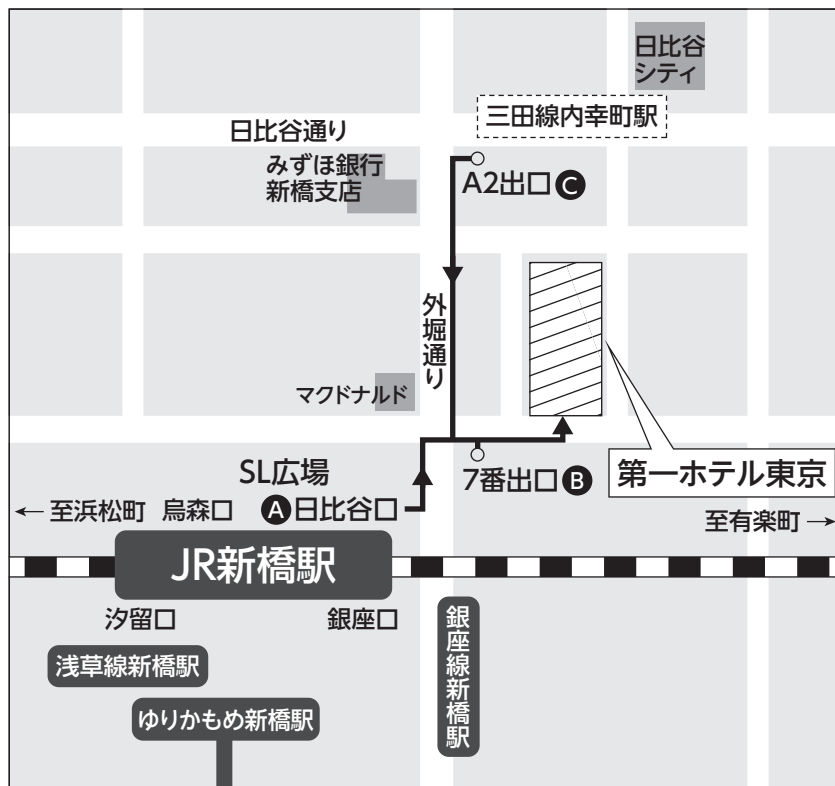 日比谷
シティ
三田線内幸町駅
日比谷通り
みずほ銀行
新橋支店
A2出口 C
外堀通り
マクドナルド
SL広場
7番出口 B
第一ホテル東京
← 至浜松町 烏森口
A 日比谷口
至有楽町 →
JR新橋駅
汐留口
銀座口
銀座線新橋駅
浅草線新橋駅
ゆりかもめ新橋駅